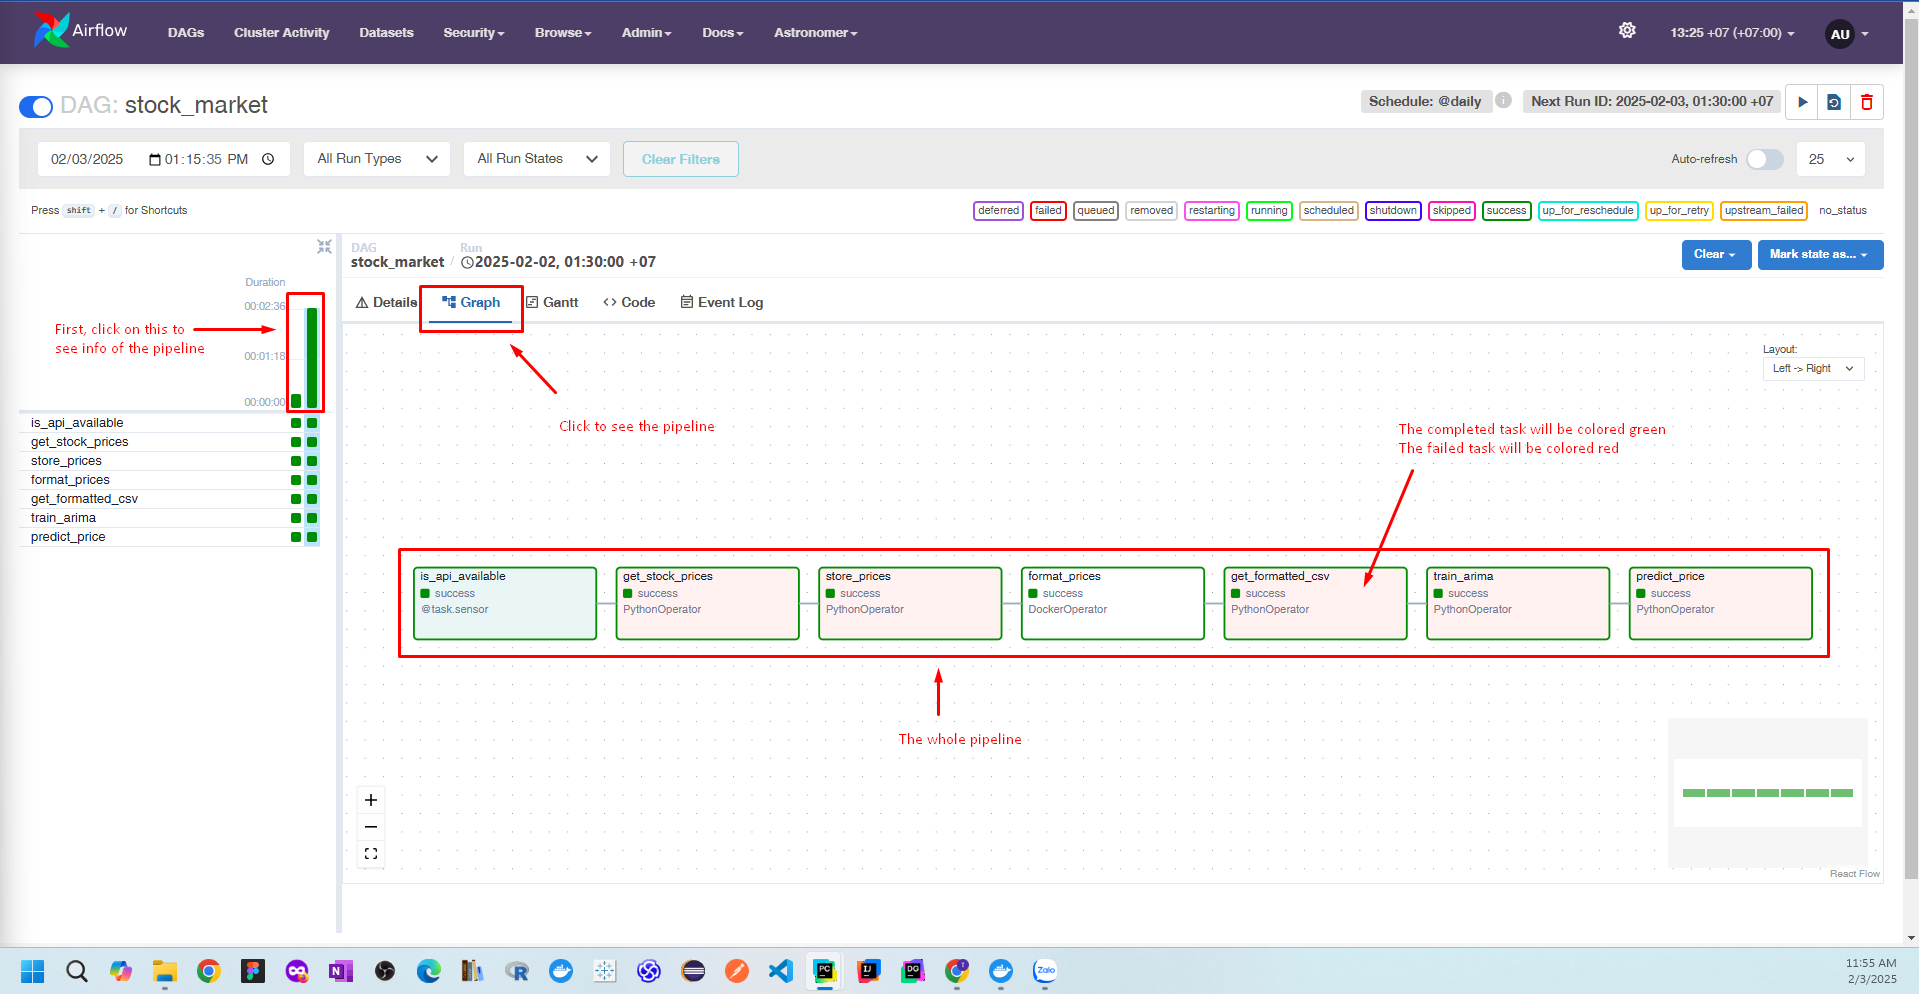 Airflow
DAGs Cluster Activity Datasets Security Browse Admin Docs Astronomer
13:25 +07 (+07:00) AU
DAG: stock_market
Schedule: @daily i Next Run ID: 2025-02-03, 01:30:00 +07
02/03/2025 01:15:35 PM All Run Types All Run States Clear Filters Auto-refresh 25
Press shift + / for Shortcuts
deferred failed queued removed restarting running scheduled shutdown skipped success up_for_reschedule up_for_retry upstream_failed no_status
DAG Run
stock_market / 2025-02-02, 01:30:00 +07
Clear Mark state as...
Details Graph Gantt Code Event Log
Duration
00:02:36
00:01:18
00:00:00
First, click on this to
see info of the pipeline
is_api_available
get_stock_prices
store_prices
format_prices
get_formatted_csv
train_arima
predict_price
Layout:
Left -> Right
Click to see the pipeline
The completed task will be colored green
The failed task will be colored red
is_api_available
success
@task.sensor
get_stock_prices
success
PythonOperator
store_prices
success
PythonOperator
format_prices
success
DockerOperator
get_formatted_csv
success
PythonOperator
train_arima
success
PythonOperator
predict_price
success
PythonOperator
The whole pipeline
React Flow
11:55 AM
2/3/2025
N
R
PC
IJ
DG
T
Zalo